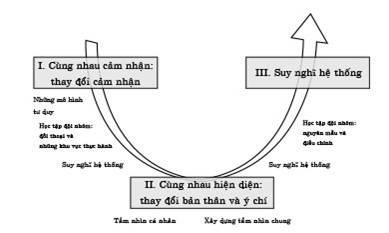 I. Cùng nhau cảm nhận:
thay đổi cảm nhận
III. Suy nghĩ hệ thống
Những mô hình
tư duy
Học tập đội nhóm:
đối thoại và
những khu vực thực hành
Suy nghĩ hệ thống
Học tập đội nhóm:
nguyên mẫu và
điều chỉnh
Suy nghĩ hệ thống
II. Cùng nhau hiện diện:
thay đổi bản thân và ý chí
Tầm nhìn cá nhân
Xây dựng tầm nhìn chung